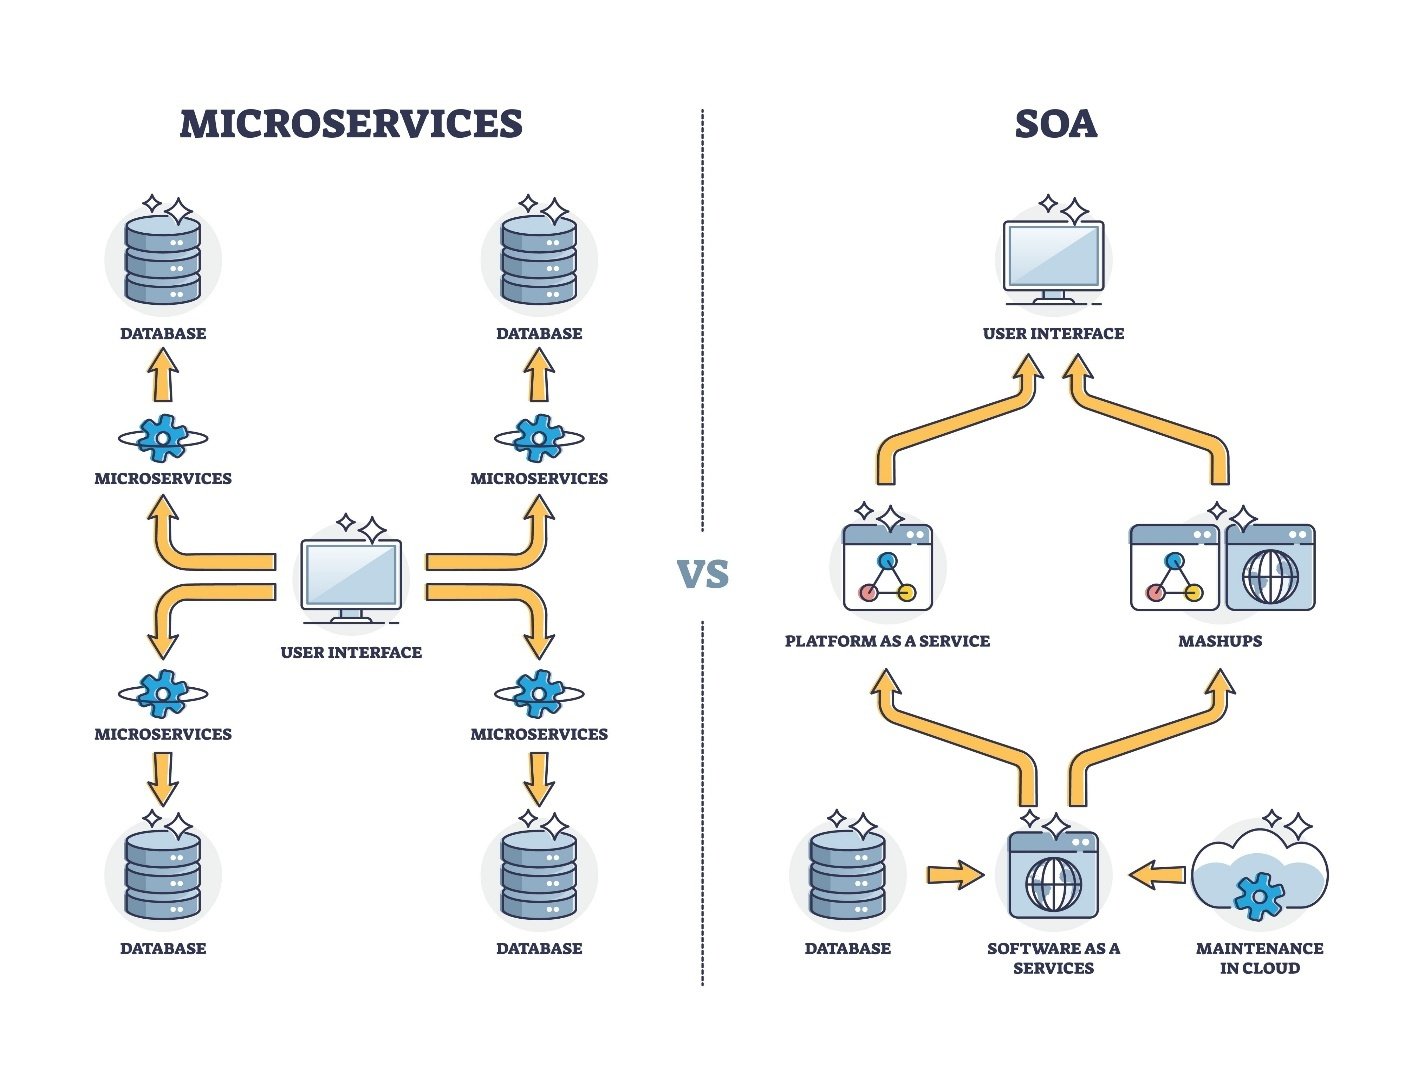 MICROSERVICES
DATABASE
DATABASE
MICROSERVICES
MICROSERVICES
USER INTERFACE
MICROSERVICES
MICROSERVICES
DATABASE
DATABASE
VS
SOA
USER INTERFACE
PLATFORM AS A SERVICE
MASHUPS
DATABASE
SOFTWARE AS A
SERVICES
MAINTENANCE
IN CLOUD